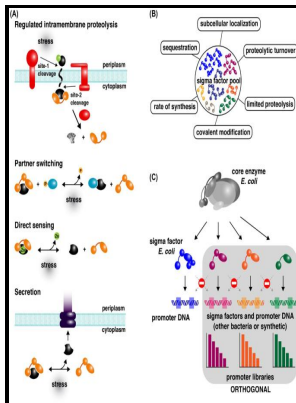 (A)
Regulated intramembrane proteolysis
stress
site-1
cleavage
periplasm
cytoplasm
site-2
cleavage
Partner switching
stress
Direct sensing
stress
Secretion
periplasm
cytoplasm
stress
(B)
subcellular localization
sequestration
proteolytic turnover
sigma factor pool
rate of synthesis
limited proteolysis
covalent modification
(C)
core enzyme
E. coli
sigma factor
E. coli
promoter DNA
sigma factors and promoter DNA
(other bacteria or synthetic)
promoter libraries
ORTHOGONAL